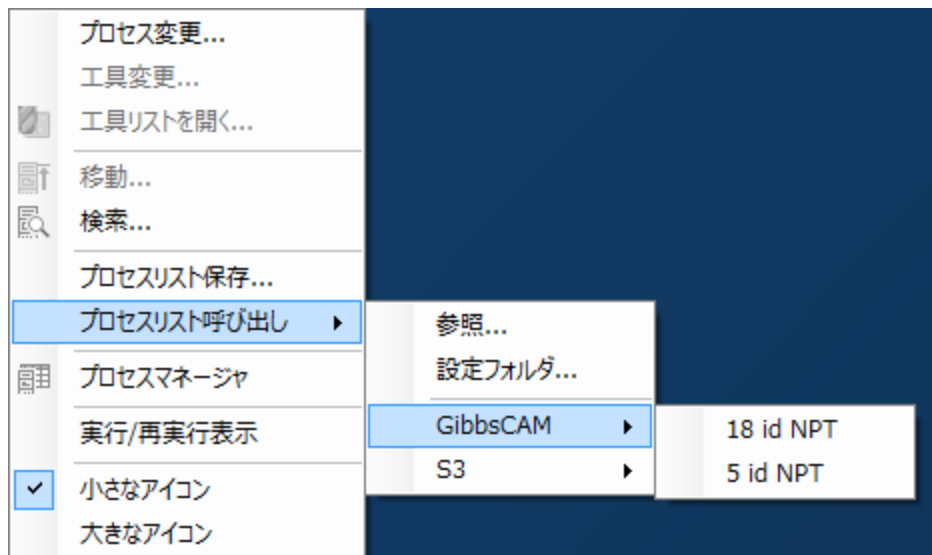 プロセス変更...
工具変更...
工具リストを開く...
移動...
検索...
プロセスリスト保存...
プロセスリスト呼び出し
プロセスマネージャ
実行/再実行表示
小さなアイコン
大きなアイコン
参照...
設定フォルダ...
GibbsCAM
S3
18 id NPT
5 id NPT